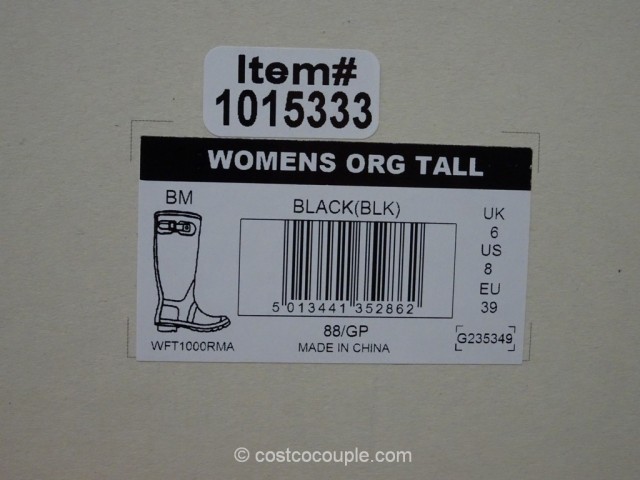 Item#
1015333
WOMENS ORG TALL
BM
BLACK(BLK)
UK
6
US
8
EU
39
5 013441 352862
88/GP
WFT1000RMA
MADE IN CHINA
G235349
© costcocouple.com